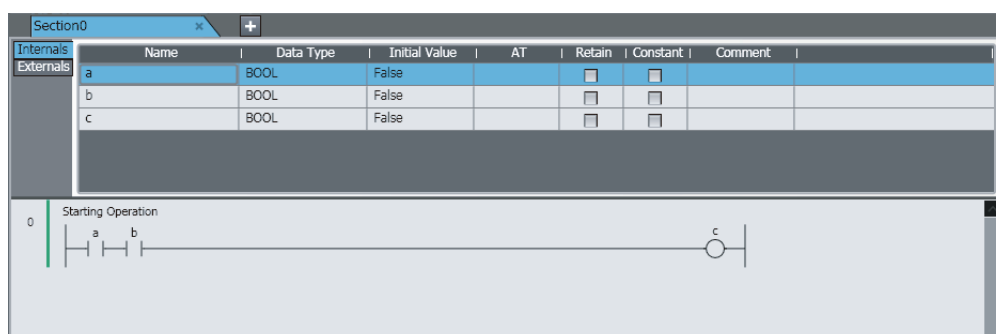 Section0 × +
Internals Name Data Type Initial Value AT Retain Constant Comment
Externals
a BOOL False
b BOOL False
c BOOL False
0 Starting Operation
a b c